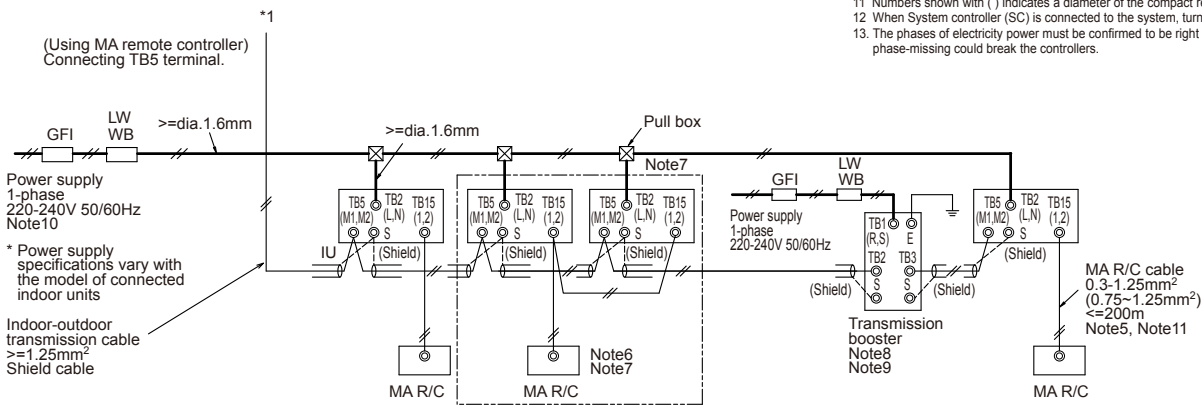 *1
11 Numbers shown with ( ) indicates a diameter of the compact
12 When System controller (SC) is connected to the system, turn
13. The phases of electricity power must be confirmed to be right
phase-missing could break the controllers.
(Using MA remote controller)
Connecting TB5 terminal.
GFI
LW
WB
>=dia.1.6mm
>=dia.1.6mm
Pull box
Note7
Power supply
1-phase
220-240V 50/60Hz
Note10
* Power supply
specifications vary with
the model of connected
indoor units
Indoor-outdoor
transmission cable
>=1.25mm²
Shield cable
TB5
(M1,M2)
TB2
(L,N)
TB15
(1,2)
S
IU
(Shield)
MA R/C
TB5
(M1,M2)
TB2
(L,N)
TB15
(1,2)
S
(Shield)
MA R/C
Note6
Note7
TB5
(M1,M2)
TB2
(L,N)
TB15
(1,2)
S
(Shield)
GFI
LW
WB
Power supply
1-phase
220-240V 50/60Hz
TB1
(R,S)
E
TB2
TB3
S
S
(Shield)
(Shield)
Transmission
booster
Note8
Note9
TB5
(M1,M2)
TB2
(L,N)
TB15
(1,2)
S
(Shield)
MA R/C cable
0.3-1.25mm²
(0.75~1.25mm²)
<=200m
Note5, Note11
MA R/C